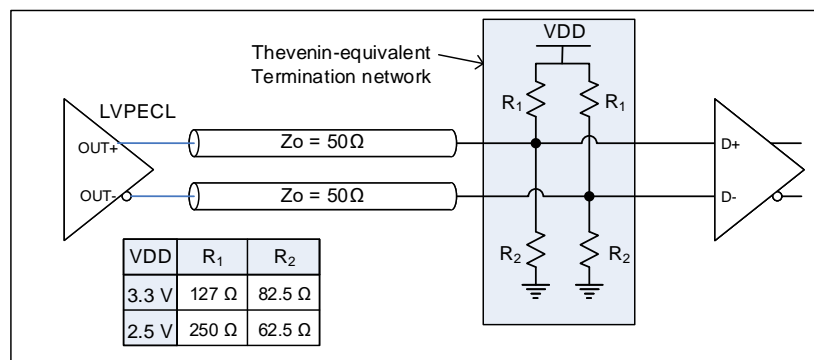 VDD
Thevenin-equivalent
Termination network
R₁
R₁
LVPECL
OUT+
Zo = 50Ω
D+
OUT-
Zo = 50Ω
D-
R₂
R₂
VDD R₁ R₂
3.3 V 127 Ω 82.5 Ω
2.5 V 250 Ω 62.5 Ω